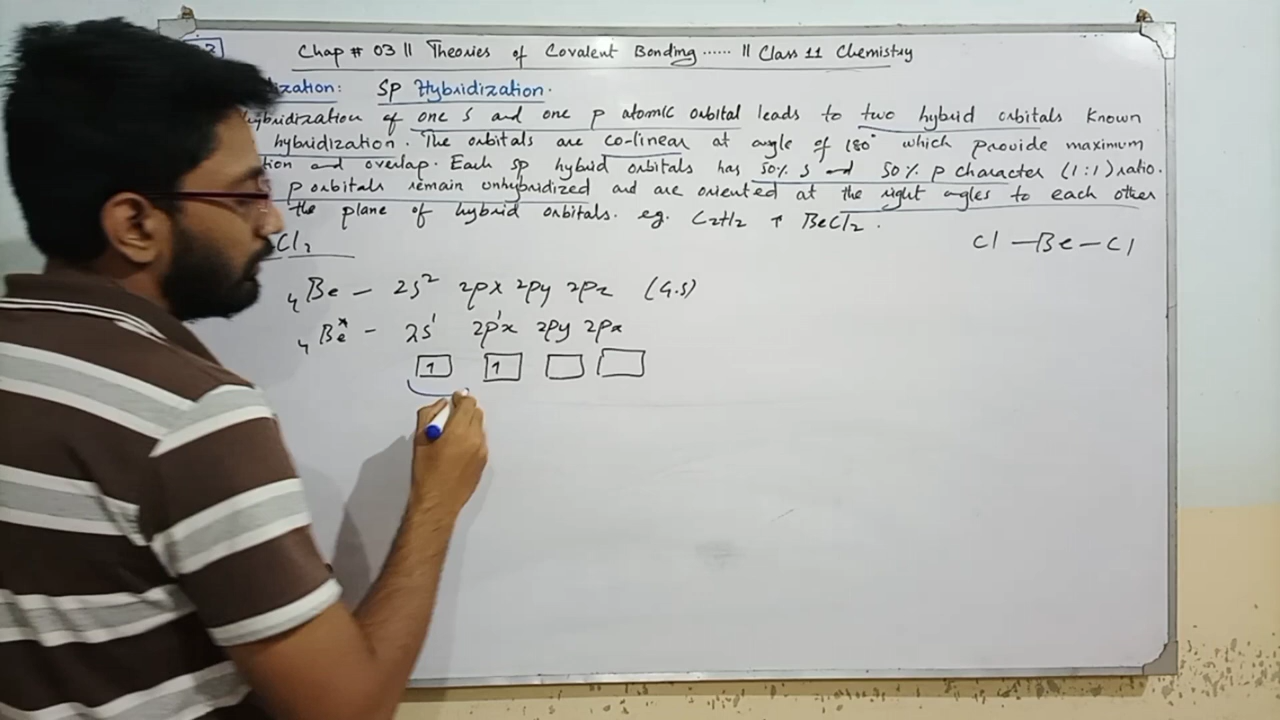 Chap # 03 || Theories of Covalent Bonding ...... || Class 11 Chemistry
ization: Sp Hybridization.
hybridization of one s and one p atomic orbital leads to two hybrid orbitals known
hybridization. The orbitals are co-linear at angle of 180° which provide maximum
tion and overlap. Each sp hybrid orbitals has 50% s and 50% p character (1:1) ratio.
p orbitals remain unhybridized and are oriented at the right angles to each other
the plane of hybrid orbitals. eg. C2H2 + BeCl2.
Cl2
Cl — Be — Cl
4Be — 2s² 2px 2py 2pz (G.S)
4Be* - 2s¹ 2p¹x 2py 2pz
1 1